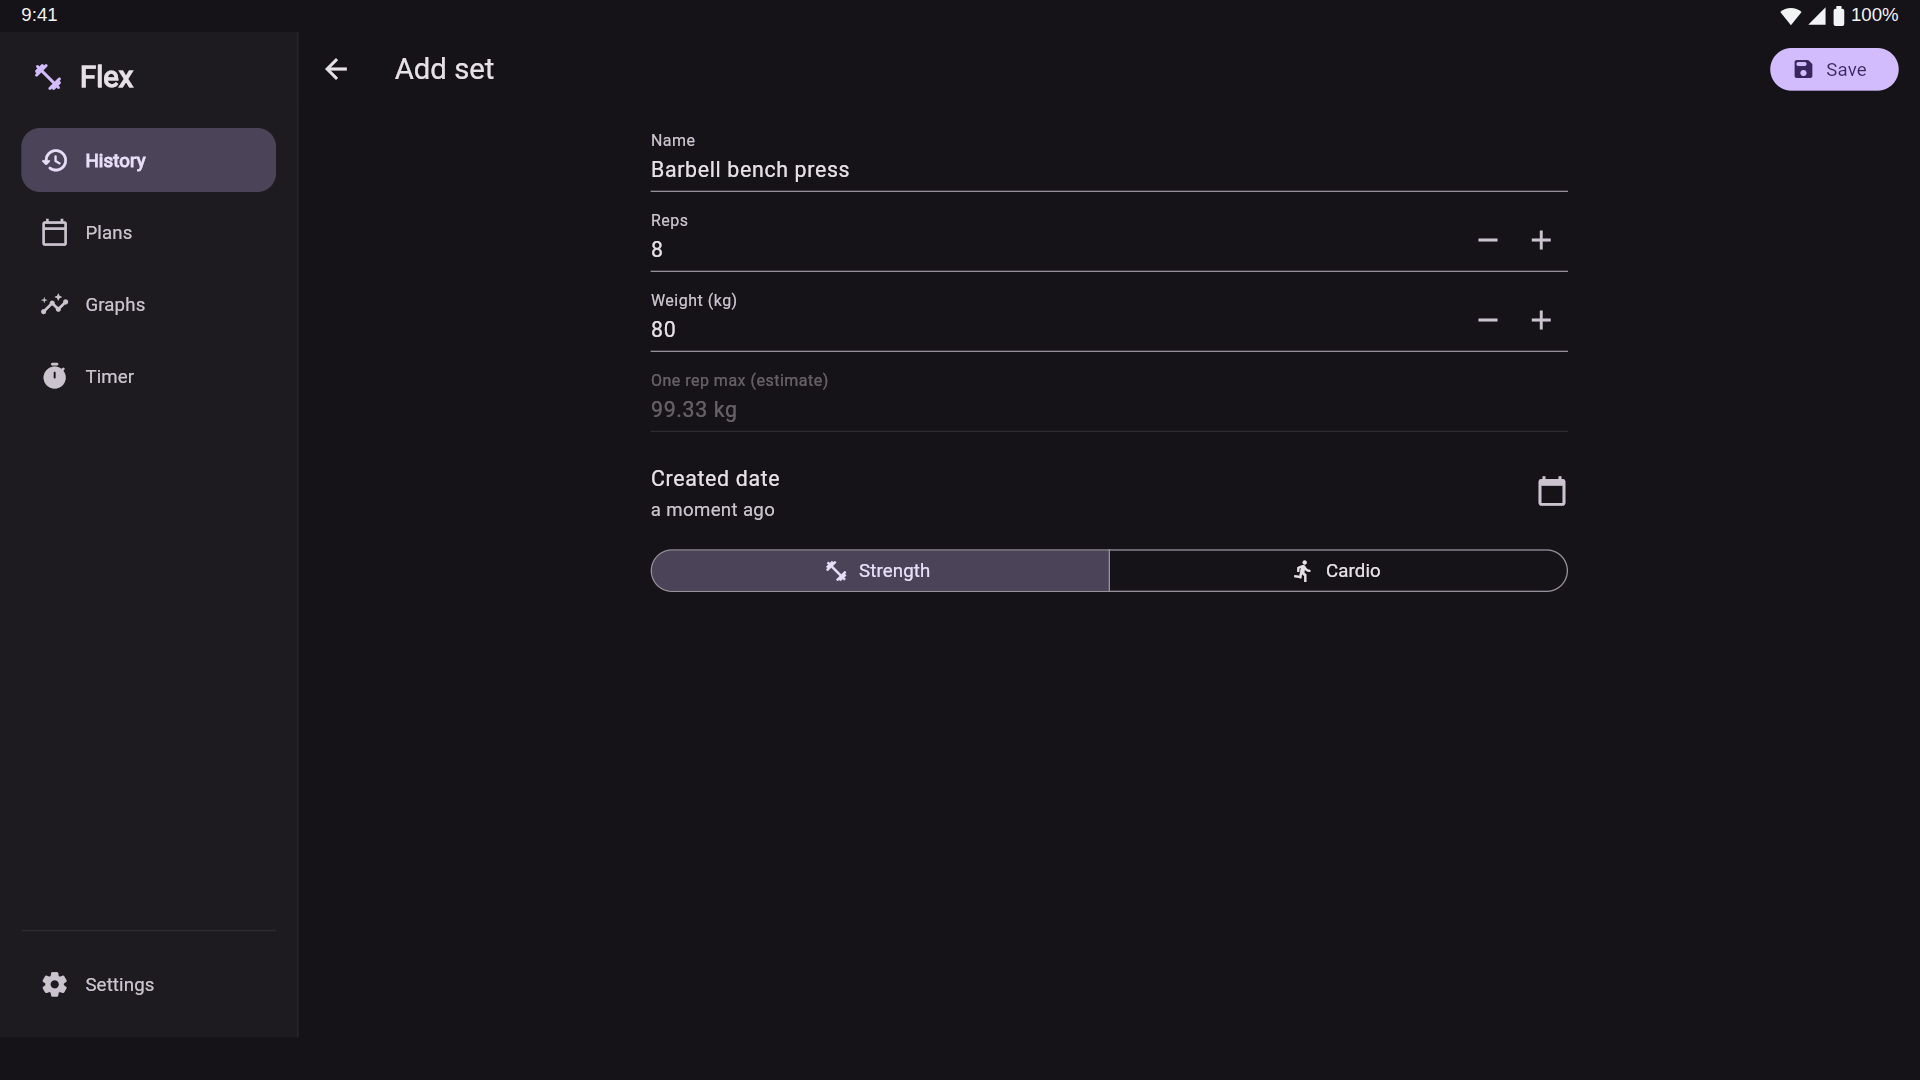 9:41
100%
Flex
History
Plans
Graphs
Timer
Settings
Add set
Save
Name
Barbell bench press
Reps
8
Weight (kg)
80
One rep max (estimate)
99.33 kg
Created date
a moment ago
Strength
Cardio